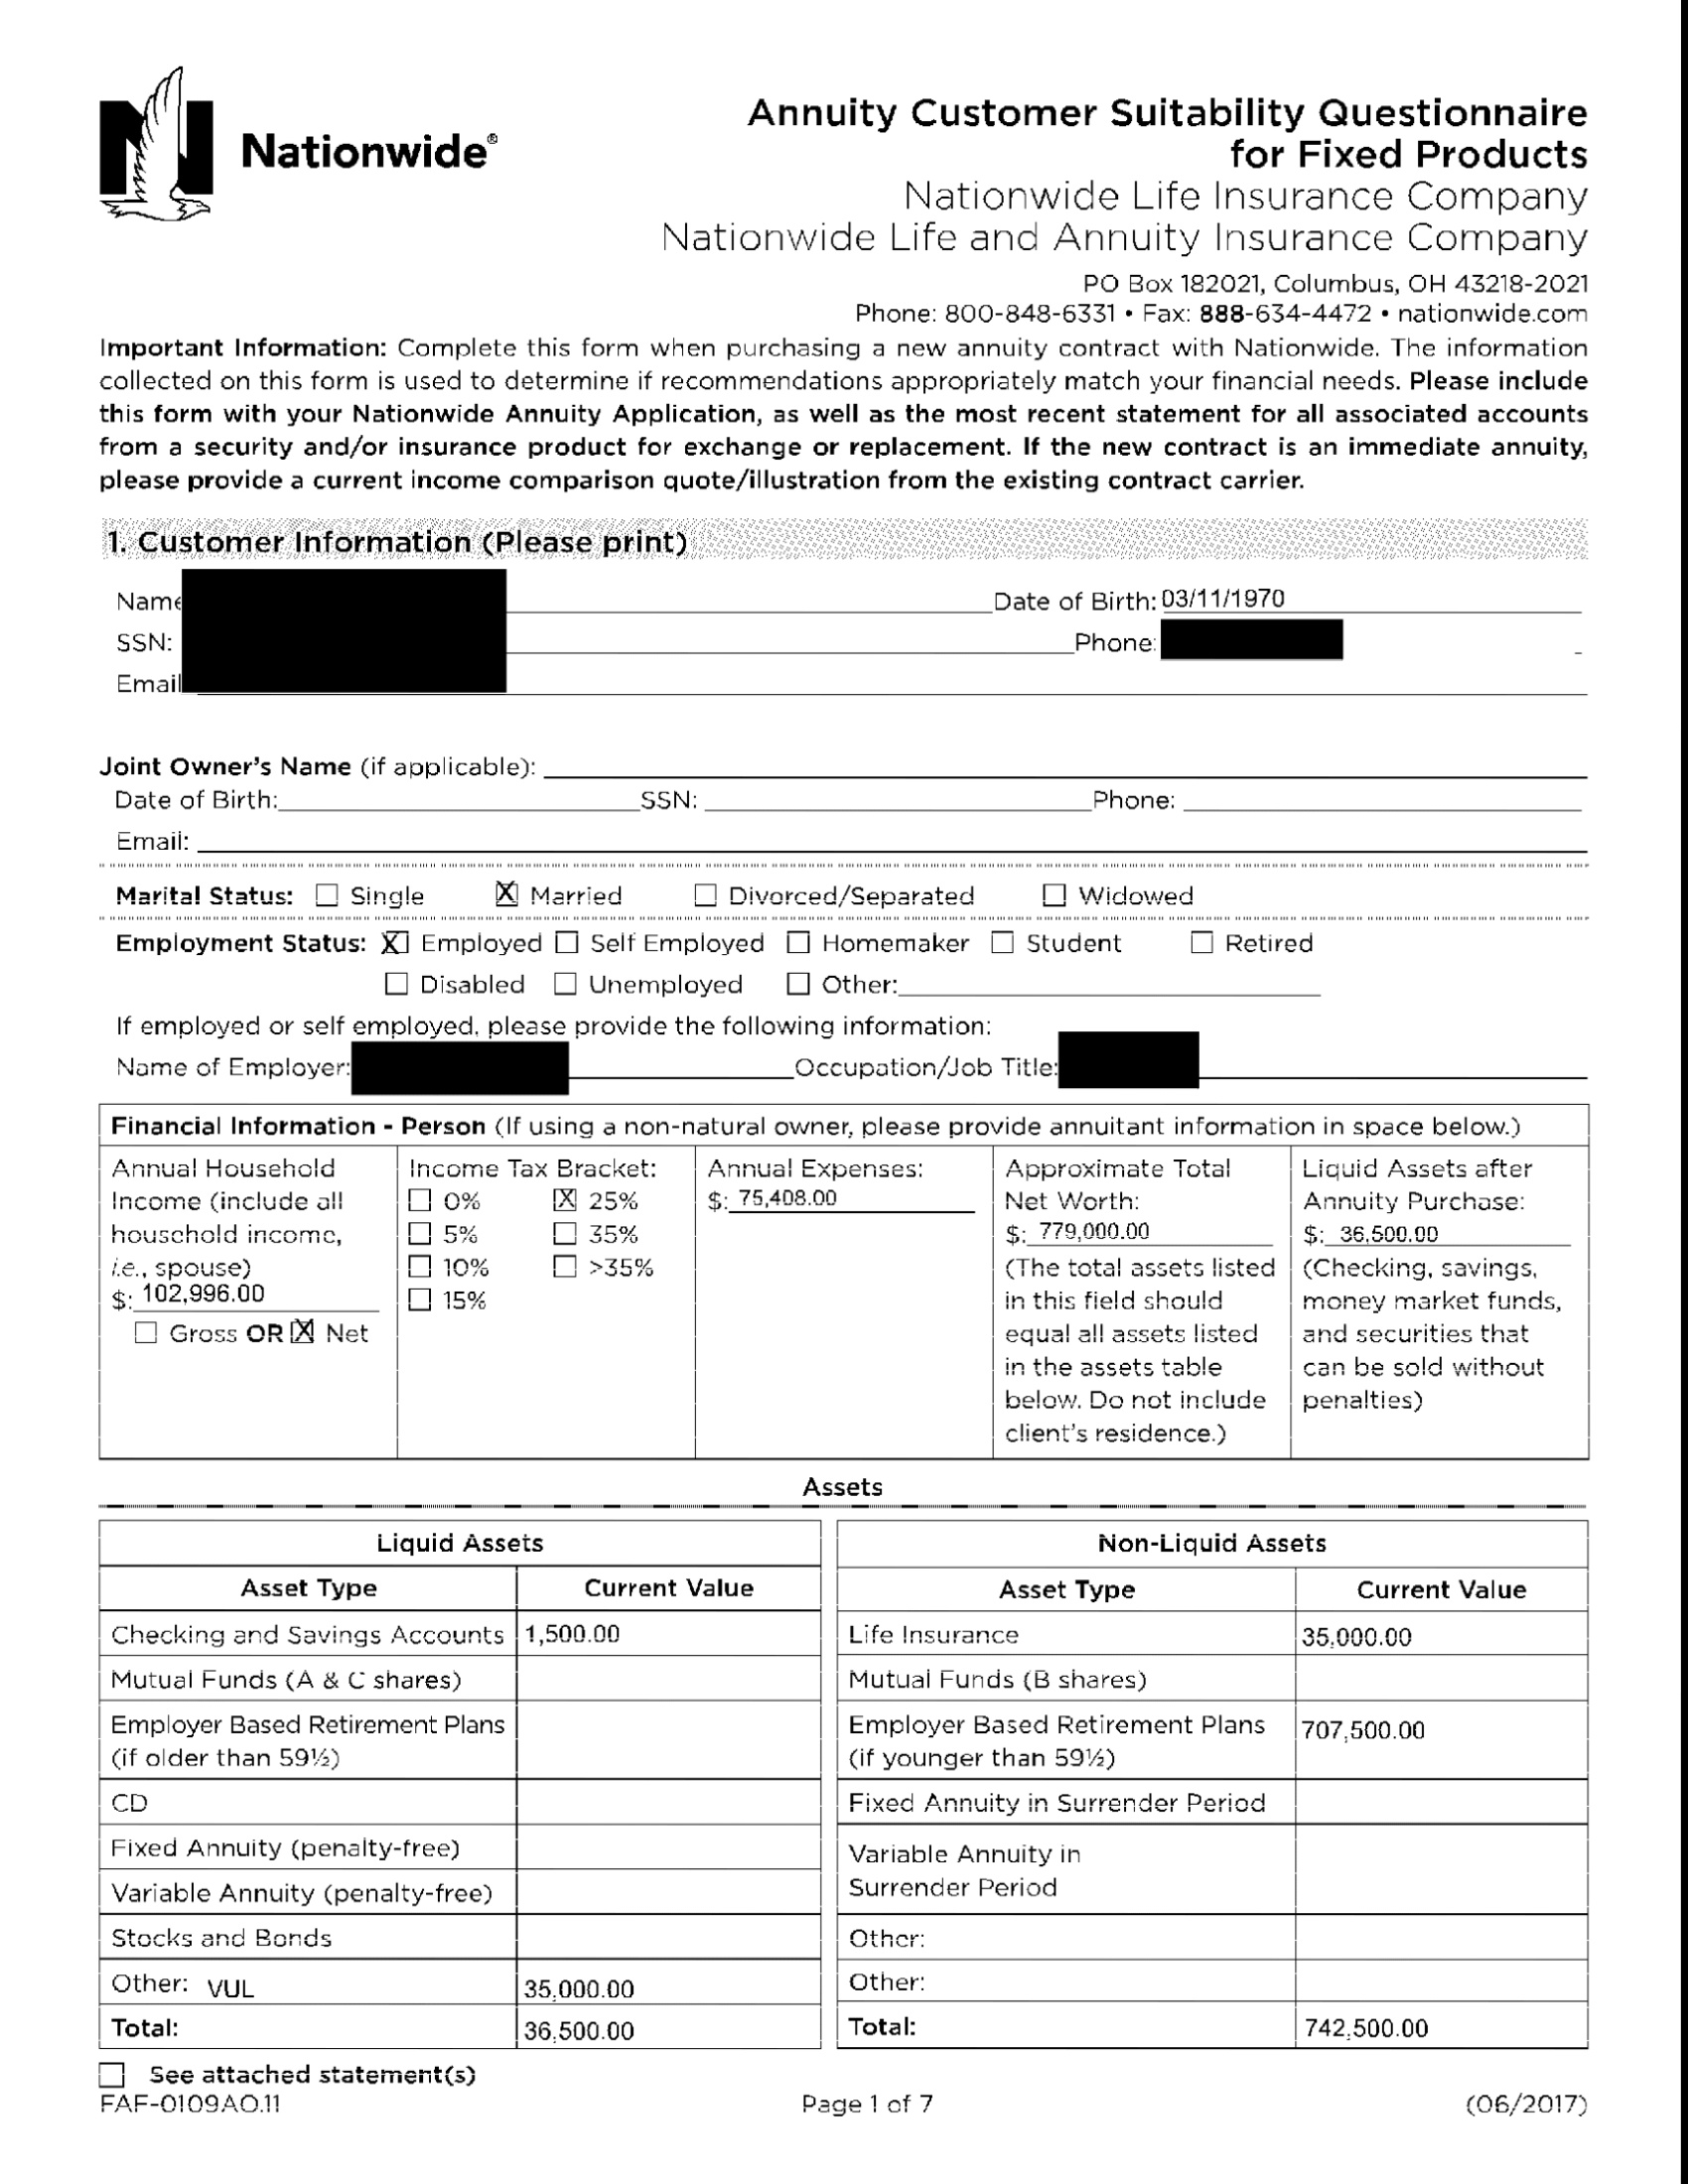 Nationwide®
Annuity Customer Suitability Questionnaire
for Fixed Products
Nationwide Life Insurance Company
Nationwide Life and Annuity Insurance Company
PO Box 182021, Columbus, OH 43218-2021
Phone: 800-848-6331 • Fax: 888-634-4472 • nationwide.com
Important Information: Complete this form when purchasing a new annuity contract with Nationwide. The information
collected on this form is used to determine if recommendations appropriately match your financial needs. Please include
this form with your Nationwide Annuity Application, as well as the most recent statement for all associated accounts
from a security and/or insurance product for exchange or replacement. If the new contract is an immediate annuity,
please provide a current income comparison quote/illustration from the existing contract carrier.
1. Customer Information (Please print)
Name Date of Birth: 03/11/1970
SSN: Phone:
Email
Joint Owner's Name (if applicable):
Date of Birth: SSN: Phone:
Email:
Marital Status: ☐ Single ☒ Married ☐ Divorced/Separated ☐ Widowed
Employment Status: ☒ Employed ☐ Self Employed ☐ Homemaker ☐ Student ☐ Retired
☐ Disabled ☐ Unemployed ☐ Other:
If employed or self employed, please provide the following information:
Name of Employer: Occupation/Job Title:
Financial Information - Person (If using a non-natural owner, please provide annuitant information in space below.)
Annual Household
Income (include all
household income,
i.e., spouse)
$: 102,996.00
☐ Gross OR ☒ Net
Income Tax Bracket:
☐ 0% ☒ 25%
☐ 5% ☐ 35%
☐ 10% ☐ >35%
☐ 15%
Annual Expenses:
$: 75,408.00
Approximate Total
Net Worth:
$: 779,000.00
(The total assets listed
in this field should
equal all assets listed
in the assets table
below. Do not include
client's residence.)
Liquid Assets after
Annuity Purchase:
$: 36,500.00
(Checking, savings,
money market funds,
and securities that
can be sold without
penalties)
Assets
Liquid Assets
Asset Type Current Value
Checking and Savings Accounts 1,500.00
Mutual Funds (A & C shares)
Employer Based Retirement Plans
(if older than 59½)
CD
Fixed Annuity (penalty-free)
Variable Annuity (penalty-free)
Stocks and Bonds
Other: VUL 35,000.00
Total: 36,500.00
Non-Liquid Assets
Asset Type Current Value
Life Insurance 35,000.00
Mutual Funds (B shares)
Employer Based Retirement Plans 707,500.00
(if younger than 59½)
Fixed Annuity in Surrender Period
Variable Annuity in
Surrender Period
Other:
Other:
Total: 742,500.00
☐ See attached statement(s)
FAF-0109AO.11 Page 1 of 7 (06/2017)